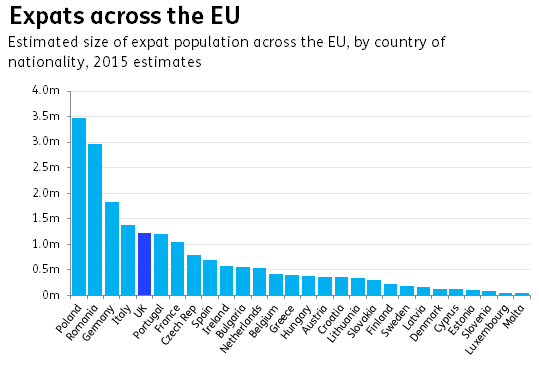 Expats across the EU
Estimated size of expat population across the EU, by country of
nationality, 2015 estimates
4.0m
3.5m
3.0m
2.5m
2.0m
1.5m
1.0m
0.5m
0m
Poland
Romania
Germany
Italy
UK
Portugal
France
Czech Rep
Spain
Ireland
Bulgaria
Netherlands
Belgium
Greece
Hungary
Austria
Croatia
Lithuania
Slovakia
Finland
Sweden
Latvia
Denmark
Cyprus
Estonia
Slovenia
Luxembourg
Malta